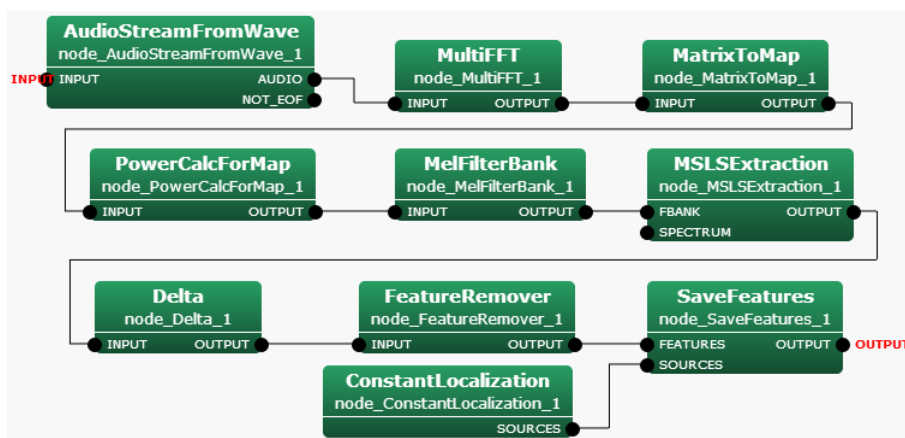 AudioStreamFromWave
node_AudioStreamFromWave_1
INPUT INPUT AUDIO
NOT_EOF
MultiFFT
node_MultiFFT_1
INPUT OUTPUT
MatrixToMap
node_MatrixToMap_1
INPUT OUTPUT
PowerCalcForMap
node_PowerCalcForMap_1
INPUT OUTPUT
MelFilterBank
node_MelFilterBank_1
INPUT OUTPUT
MSLSExtraction
node_MSLSExtraction_1
FBANK OUTPUT
SPECTRUM
Delta
node_Delta_1
INPUT OUTPUT
FeatureRemover
node_FeatureRemover_1
INPUT OUTPUT
SaveFeatures
node_SaveFeatures_1
FEATURES OUTPUT OUTPUT
SOURCES
ConstantLocalization
node_ConstantLocalization_1
SOURCES